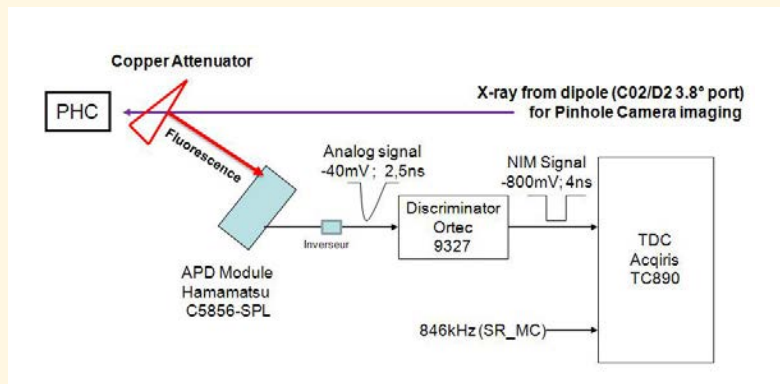 Copper Attenuator
X-ray from dipole (C02/D2 3.8° port)
for Pinhole Camera imaging
PHC
Fluorescence
Analog signal
-40mV ; 2,5ns
NIM Signal
-800mV; 4ns
Discriminator
Ortec
9327
Inverseur
TDC
Acqiris
TC890
APD Module
Hamamatsu
C5856-SPL
846kHz (SR_MC)